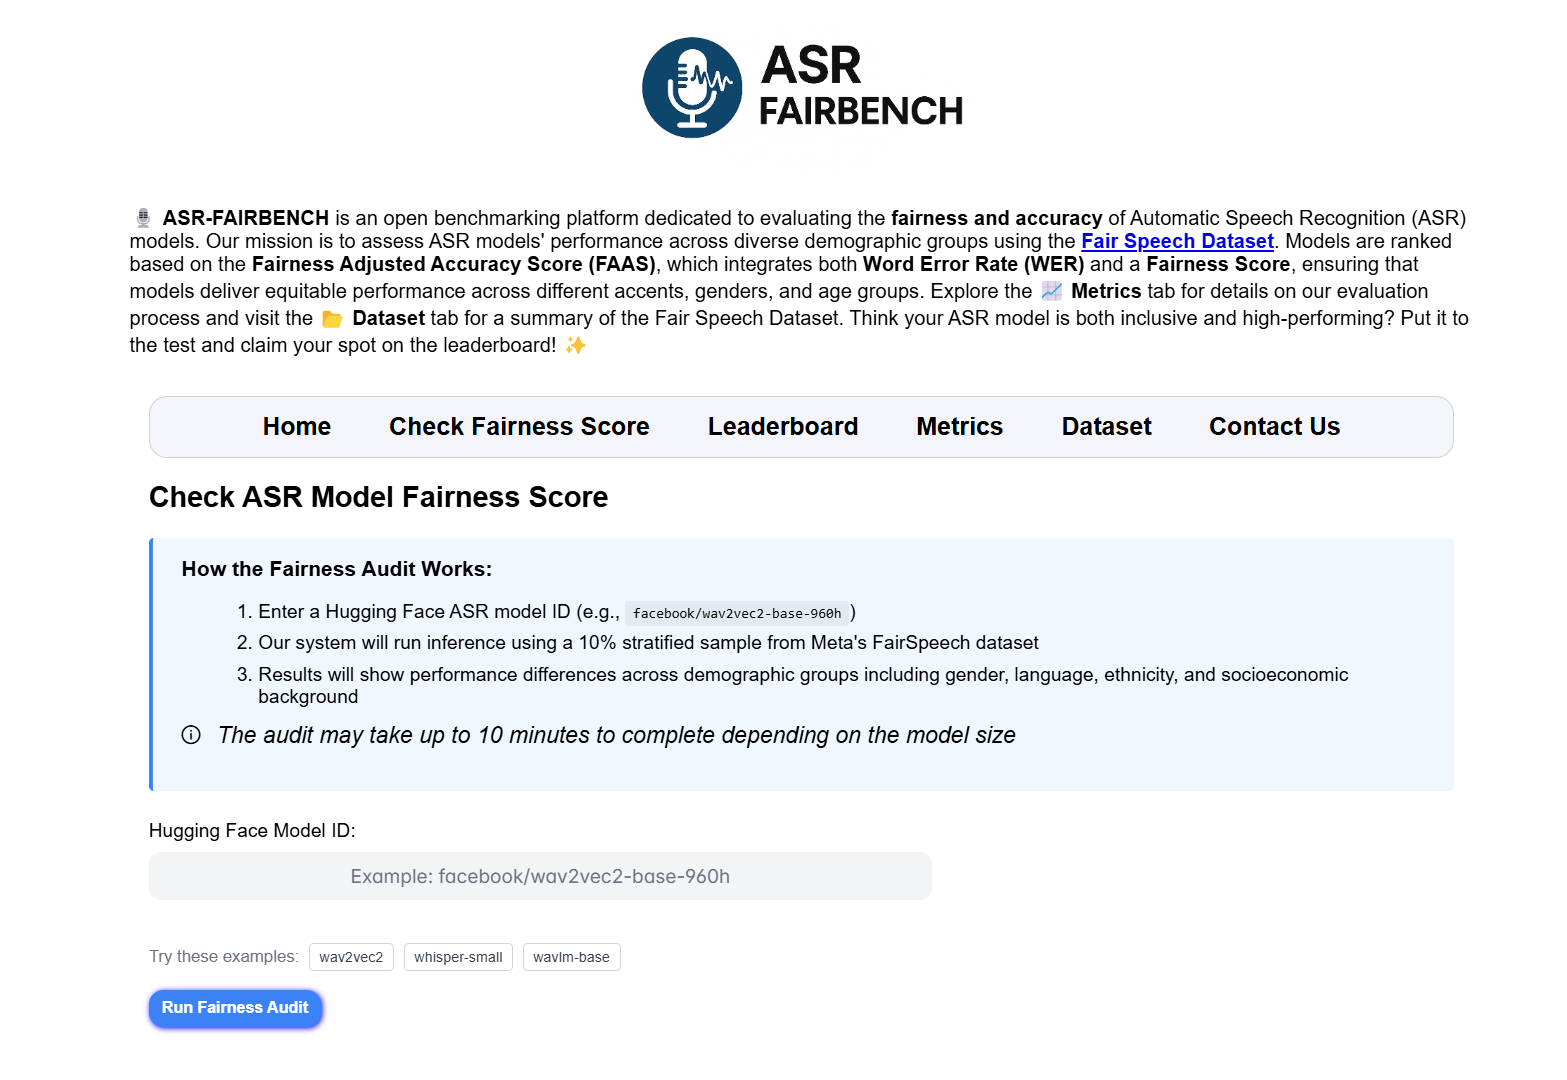 ASR
FAIRBENCH
🎙️ ASR-FAIRBENCH is an open benchmarking platform dedicated to evaluating the fairness and accuracy of Automatic Speech Recognition (ASR)
models. Our mission is to assess ASR models' performance across diverse demographic groups using the Fair Speech Dataset. Models are ranked
based on the Fairness Adjusted Accuracy Score (FAAS), which integrates both Word Error Rate (WER) and a Fairness Score, ensuring that
models deliver equitable performance across different accents, genders, and age groups. Explore the 📈 Metrics tab for details on our evaluation
process and visit the 📂 Dataset tab for a summary of the Fair Speech Dataset. Think your ASR model is both inclusive and high-performing? Put it to
the test and claim your spot on the leaderboard! ✨
Home Check Fairness Score Leaderboard Metrics Dataset Contact Us
Check ASR Model Fairness Score
How the Fairness Audit Works:
1. Enter a Hugging Face ASR model ID (e.g., facebook/wav2vec2-base-960h)
2. Our system will run inference using a 10% stratified sample from Meta's FairSpeech dataset
3. Results will show performance differences across demographic groups including gender, language, ethnicity, and socioeconomic
background
The audit may take up to 10 minutes to complete depending on the model size
Hugging Face Model ID:
Example: facebook/wav2vec2-base-960h
Try these examples: wav2vec2 whisper-small wavlm-base
Run Fairness Audit